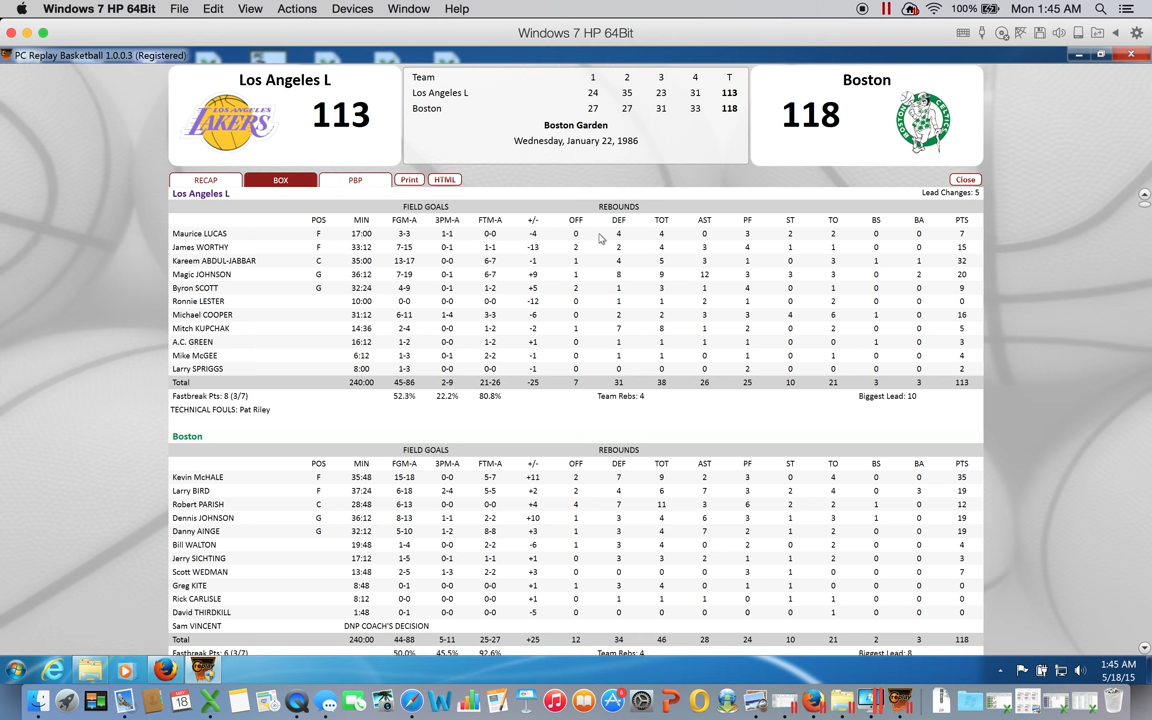 Windows 7 HP 64Bit File Edit View Actions Devices Window Help 100% Mon 1:45 AM
Windows 7 HP 64Bit
PC Replay Basketball 1.0.0.3 (Registered)
Los Angeles L 113
LOS ANGELES LAKERS
Team 1 2 3 4 T
Los Angeles L 24 35 23 31 113
Boston 27 27 31 33 118
Boston Garden
Wednesday, January 22, 1986
Boston 118
BOSTON CELTICS
RECAP BOX PBP Print HTML Close
Los Angeles L Lead Changes: 5
FIELD GOALS REBOUNDS
POS MIN FGM-A 3PM-A FTM-A +/- OFF DEF TOT AST PF ST TO BS BA PTS
Maurice LUCAS F 17:00 3-3 1-1 0-0 -4 0 4 4 0 3 2 2 0 0 7
James WORTHY F 33:12 7-15 0-1 1-1 -13 2 2 4 3 4 1 1 0 0 15
Kareem ABDUL-JABBAR C 35:00 13-17 0-0 6-7 -1 1 4 5 3 1 0 3 1 1 32
Magic JOHNSON G 36:12 7-19 0-1 6-7 +9 1 8 9 12 3 3 3 0 2 20
Byron SCOTT G 32:24 4-9 0-1 1-2 +5 2 1 3 1 4 0 1 0 0 9
Ronnie LESTER 10:00 0-0 0-0 0-0 -12 0 1 1 2 1 0 2 0 0 0
Michael COOPER 31:12 6-11 1-4 3-3 -6 0 2 2 3 3 4 6 1 0 16
Mitch KUPCHAK 14:36 2-4 0-0 1-2 -2 1 7 8 1 2 0 2 0 0 5
A.C. GREEN 16:12 1-2 0-0 1-2 +1 0 1 1 1 1 0 0 1 0 3
Mike McGEE 6:12 1-3 0-1 2-2 -1 0 1 1 0 1 0 1 0 0 4
Larry SPRIGGS 8:00 1-3 0-0 0-0 -1 0 0 0 0 2 0 0 0 0 2
Total 240:00 45-86 2-9 21-26 -25 7 31 38 26 25 10 21 3 3 113
Fastbreak Pts: 8 (3/7) 52.3% 22.2% 80.8% Team Rebs: 4 Biggest Lead: 10
TECHNICAL FOULS: Pat Riley
Boston
FIELD GOALS REBOUNDS
POS MIN FGM-A 3PM-A FTM-A +/- OFF DEF TOT AST PF ST TO BS BA PTS
Kevin McHALE F 35:48 15-18 0-0 5-7 +11 2 7 9 2 3 0 4 1 0 35
Larry BIRD F 37:24 6-18 2-4 5-5 +2 2 4 6 7 3 2 4 0 3 19
Robert PARISH C 28:48 6-13 0-0 0-0 +4 4 7 11 3 6 2 2 1 0 12
Dennis JOHNSON G 36:12 8-13 1-1 2-2 +10 1 3 4 6 3 1 3 1 0 19
Danny AINGE G 32:12 5-10 1-2 8-8 +3 1 3 4 7 2 1 2 0 0 19
Bill WALTON 19:48 1-4 0-0 2-2 -6 1 3 4 0 2 0 2 0 0 4
Jerry SICHTING 17:12 1-5 0-1 1-1 +1 0 3 3 2 1 1 2 0 0 3
Scott WEDMAN 13:48 2-5 1-3 2-2 +3 0 0 0 0 3 1 0 0 0 7
Greg KITE 8:48 0-1 0-0 0-0 +1 1 3 4 0 1 1 0 0 0 0
Rick CARLISLE 8:12 0-0 0-0 0-0 +1 0 1 1 1 0 1 1 0 0 0
David THIRDKILL 1:48 0-1 0-0 0-0 -5 0 0 0 0 0 0 1 0 0 0
Sam VINCENT DNP COACH'S DECISION
Total 240:00 44-88 5-11 25-27 +25 12 34 46 28 24 10 21 2 3 118
Fastbreak Pts: 6 (3/7) 50.0% 45.5% 92.6% Team Rebs: 4 Biggest Lead: 8
1:45 AM
5/18/15
18